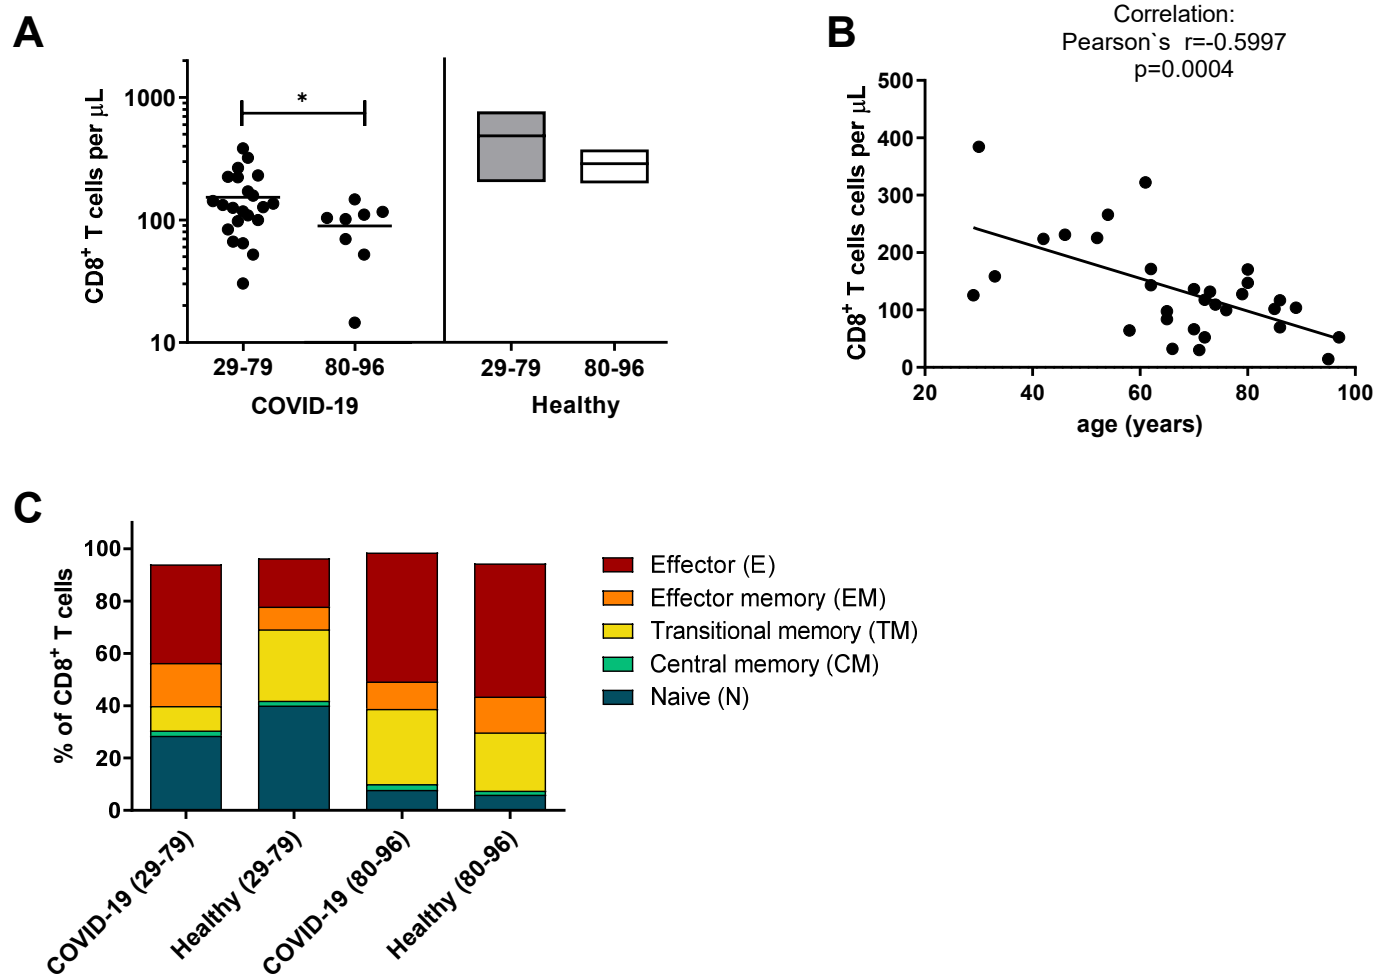 A
CD8⁺ T cells per μL
1000
100
10
*
29-79
80-96
COVID-19
29-79
80-96
Healthy
B
Correlation:
Pearson`s r=-0.5997
p=0.0004
CD8⁺ T cells cells per μL
500
400
300
200
100
0
20
40
60
80
100
age (years)
C
% of CD8⁺ T cells
100
80
60
40
20
0
COVID-19 (29-79)
Healthy (29-79)
COVID-19 (80-96)
Healthy (80-96)
Effector (E)
Effector memory (EM)
Transitional memory (TM)
Central memory (CM)
Naive (N)